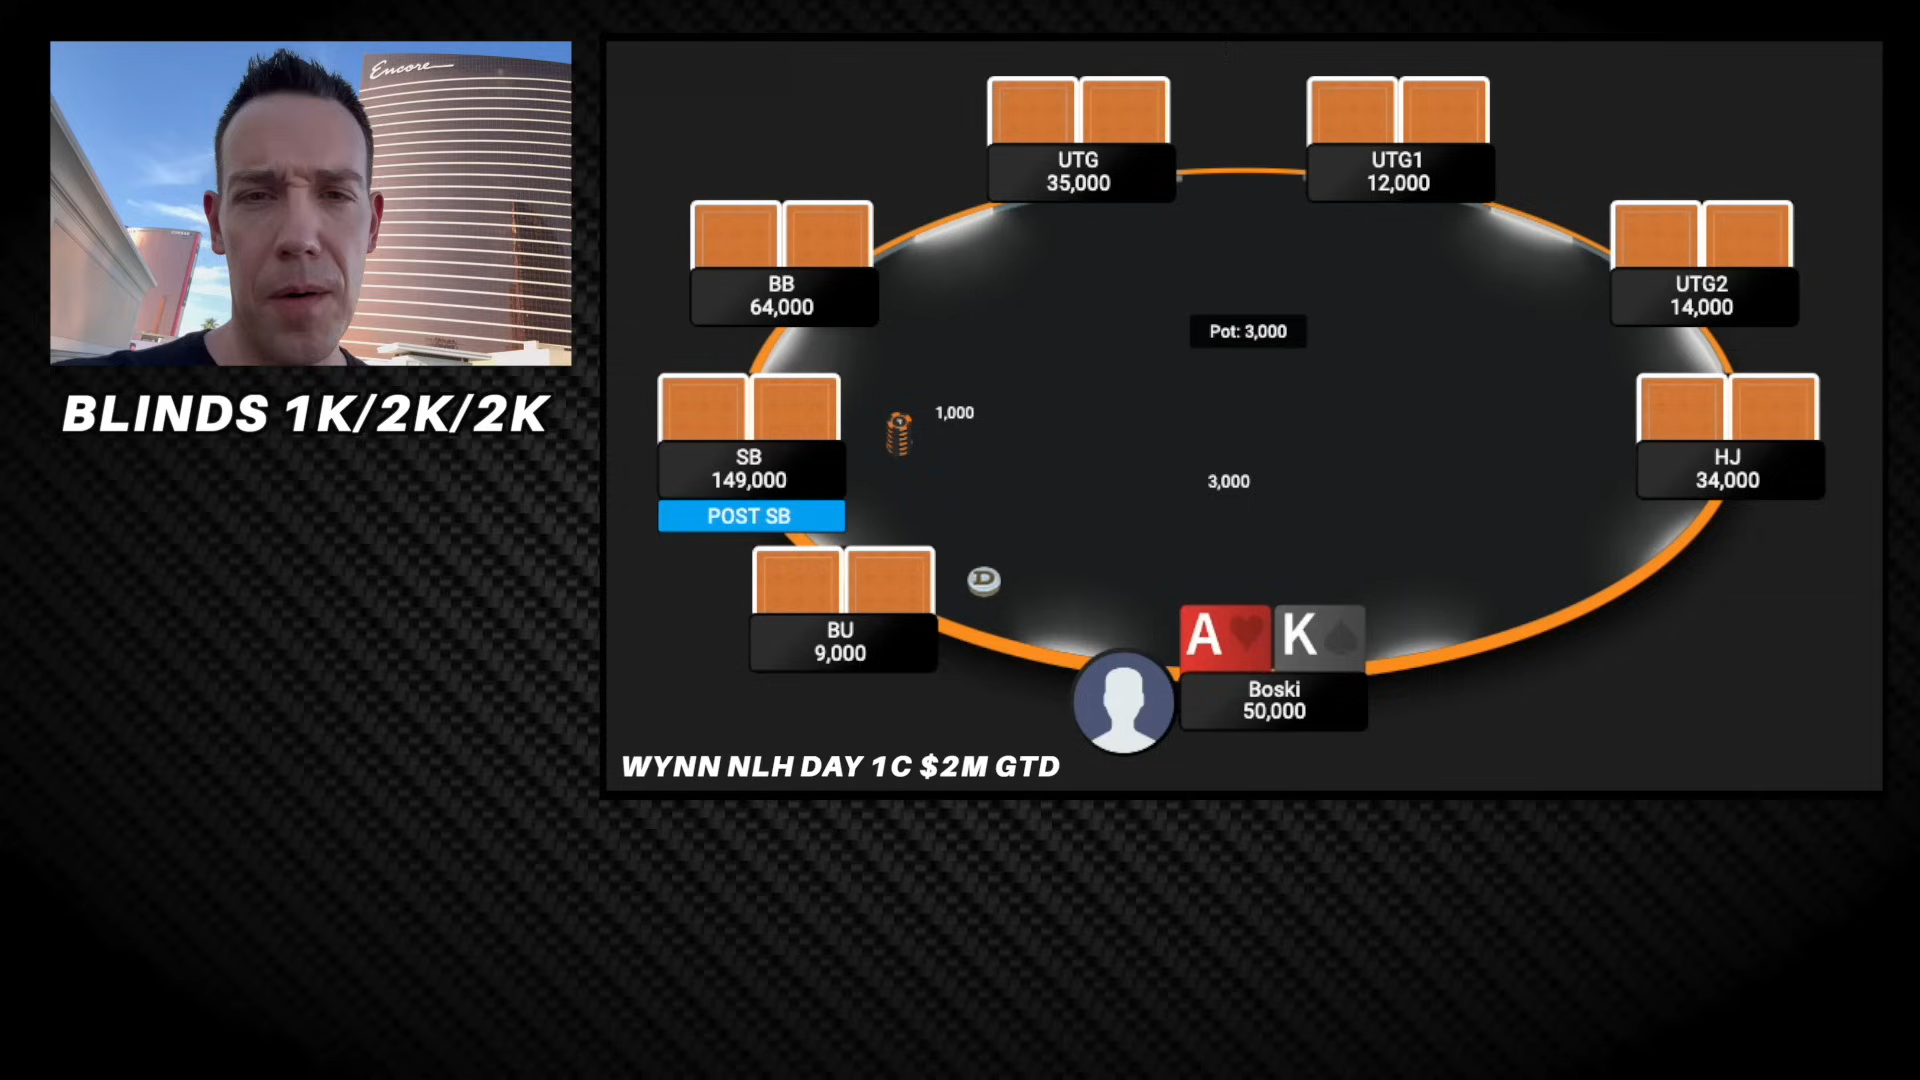 Encore
BLINDS 1K/2K/2K
UTG
35,000
UTG1
12,000
BB
64,000
UTG2
14,000
Pot: 3,000
SB
149,000
POST SB
1,000
3,000
HJ
34,000
BU
9,000
D
A K
Boski
50,000
WYNN NLH DAY 1C $2M GTD